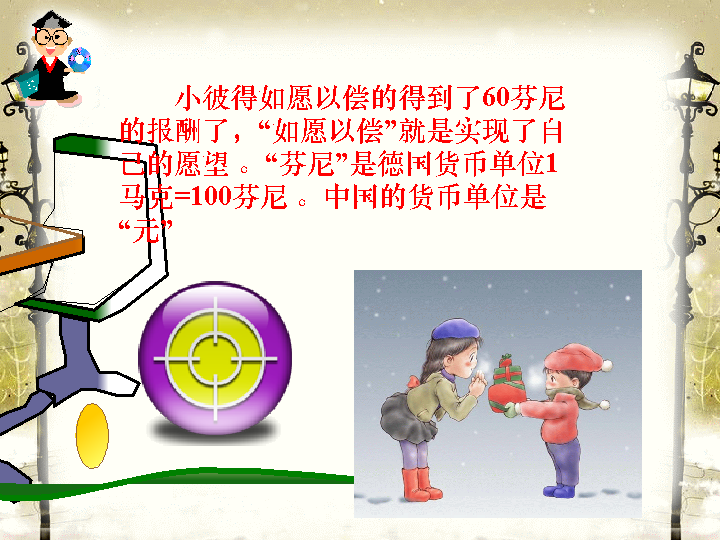 小彼得如愿以偿的得到了60芬尼
的报酬了，“如愿以偿”就是实现了自
己的愿望 。“芬尼”是德国货币单位1
马克=100芬尼 。中国的货币单位是
“元”